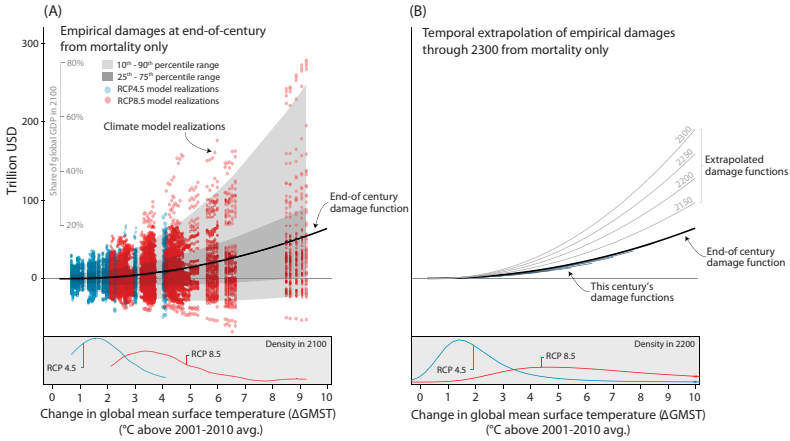 (A)
Empirical damages at end-of-century
from mortality only
300
200
100
0
Trillion USD
80%
60%
40%
20%
Share of global GDP in 2100
10th - 90th percentile range
25th - 75th percentile range
RCP4.5 model realizations
RCP8.5 model realizations
Climate model realizations
End-of century
damage function
Density in 2100
RCP 4.5
RCP 8.5
0 1 2 3 4 5 6 7 8 9 10
Change in global mean surface temperature (ΔGMST)
(°C above 2001-2010 avg.)
(B)
Temporal extrapolation of empirical damages
through 2300 from mortality only
2300
2250
2200
2150
Extrapolated
damage functions
End-of century
damage function
This century's
damage functions
Density in 2200
RCP 4.5
RCP 8.5
0 1 2 3 4 5 6 7 8 9 10
Change in global mean surface temperature (ΔGMST)
(°C above 2001-2010 avg.)